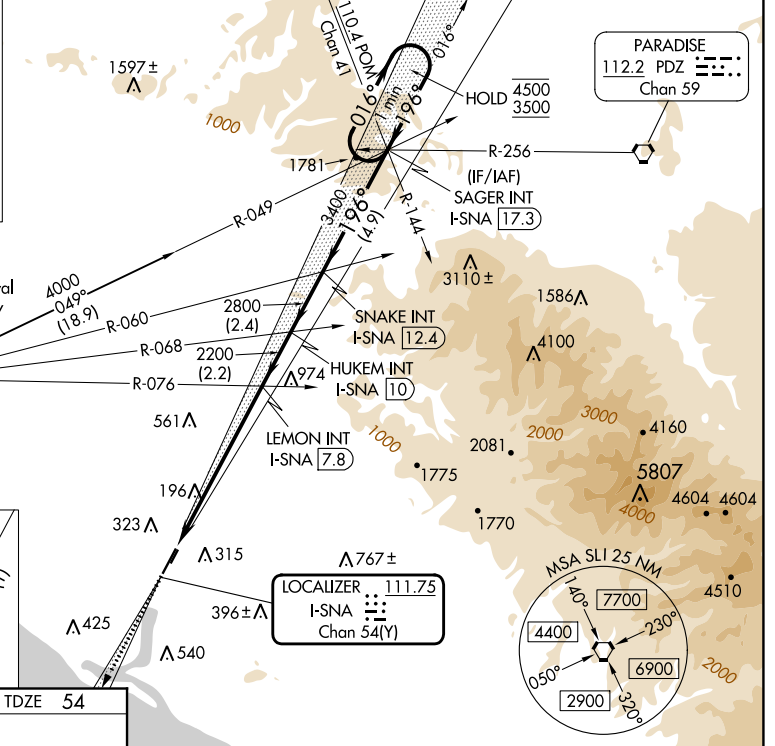 110.4 POM
Chan 41
016°
1597±
1000
PARADISE
112.2 PDZ
Chan 59
016°
1 min
196°
HOLD 4500
3500
R-256
1781
(IF/IAF)
SAGER INT
I-SNA 17.3
3400
196°
(4.9)
R-144
R-049
3110±
1586
4000
049°
(18.9)
R-060
2800
(2.4)
SNAKE INT
I-SNA 12.4
4100
R-068
2200
(2.2)
HUKEM INT
I-SNA 10
R-076
974
561
LEMON INT
I-SNA 7.8
1000
2000
3000
4160
2081
1775
5807
4604
4604
4000
196
1770
323
315
767±
4510
MSA SLI 25 NM
LOCALIZER 111.75
I-SNA
Chan 54(Y)
140°
7700
230°
4400
6900
050°
2900
320°
2000
396±
425
540
TDZE 54